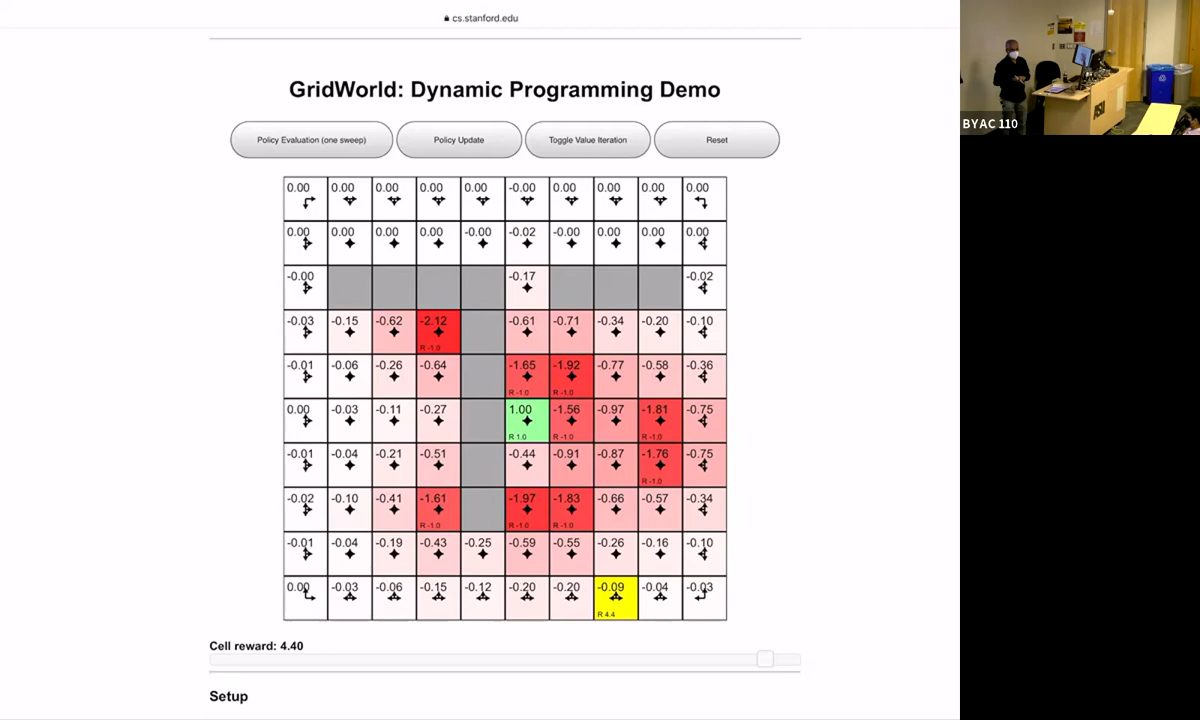 cs.stanford.edu
GridWorld: Dynamic Programming Demo
Policy Evaluation (one sweep) Policy Update Toggle Value Iteration Reset
0.00 0.00 0.00 0.00 0.00 -0.00 0.00 0.00 0.00 0.00
0.00 0.00 0.00 0.00 -0.00 -0.02 -0.00 0.00 0.00 0.00
-0.00 -0.17 -0.02
-0.03 -0.15 -0.62 -2.12 -0.61 -0.71 -0.34 -0.20 -0.10
R -1.0
-0.01 -0.06 -0.26 -0.64 -1.65 -1.92 -0.77 -0.58 -0.36
R -1.0 R -1.0
0.00 -0.03 -0.11 -0.27 1.00 -1.56 -0.97 -1.81 -0.75
R 1.0 R -1.0 R -1.0
-0.01 -0.04 -0.21 -0.51 -0.44 -0.91 -0.87 -1.76 -0.75
R -1.0
-0.02 -0.10 -0.41 -1.61 -1.97 -1.83 -0.66 -0.57 -0.34
R -1.0 R -1.0 R -1.0
-0.01 -0.04 -0.19 -0.43 -0.25 -0.59 -0.55 -0.26 -0.16 -0.10
0.00 -0.03 -0.06 -0.15 -0.12 -0.20 -0.20 -0.09 -0.04 -0.03
R 4.4
Cell reward: 4.40
Setup
BYAC 110
ASU